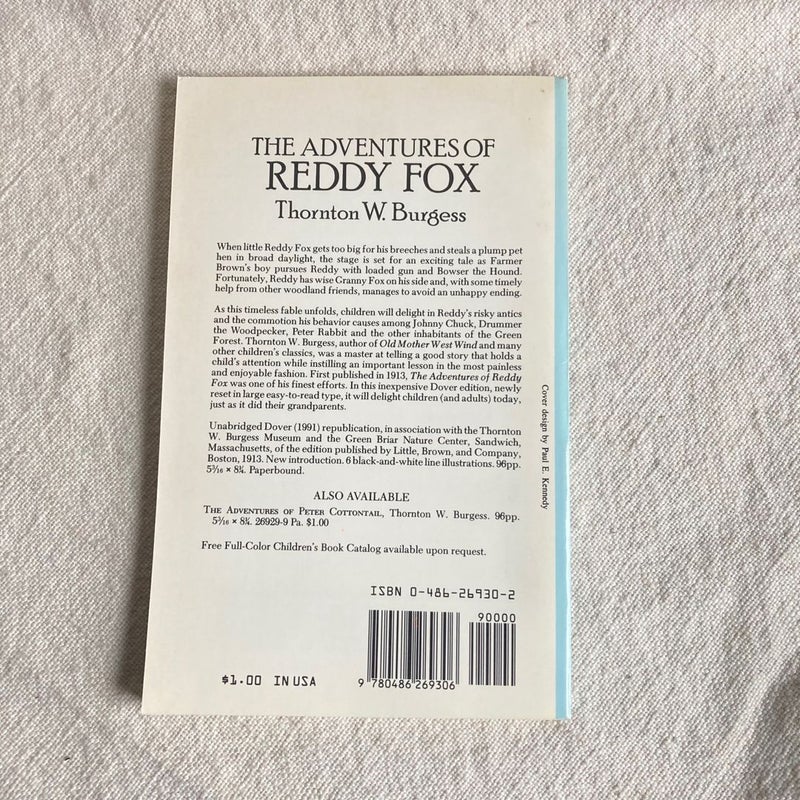 THE ADVENTURES OF
REDDY FOX
Thornton W. Burgess
When little Reddy Fox gets too big for his breeches and steals a plump pet
hen in broad daylight, the stage is set for an exciting tale as Farmer
Brown's boy pursues Reddy with loaded gun and Bowser the Hound.
Fortunately, Reddy has wise Granny Fox on his side and, with some timely
help from other woodland friends, manages to avoid an unhappy ending.
As this timeless fable unfolds, children will delight in Reddy's risky antics
and the commotion his behavior causes among Johnny Chuck, Drummer
the Woodpecker, Peter Rabbit and the other inhabitants of the Green
Forest. Thornton W. Burgess, author of Old Mother West Wind and many
other children's classics, was a master at telling a good story that holds a
child's attention while instilling an important lesson in the most painless
and enjoyable fashion. First published in 1913, The Adventures of Reddy
Fox was one of his finest efforts. In this inexpensive Dover edition, newly
reset in large easy-to-read type, it will delight children (and adults) today,
just as it did their grandparents.
Unabridged Dover (1991) republication, in association with the Thornton
W. Burgess Museum and the Green Briar Nature Center, Sandwich,
Massachusetts, of the edition published by Little, Brown, and Company,
Boston, 1913. New introduction. 6 black-and-white line illustrations. 96pp.
5³⁄₁₆ × 8¼. Paperbound.
ALSO AVAILABLE
THE ADVENTURES OF PETER COTTONTAIL, Thornton W. Burgess. 96pp.
5³⁄₁₆ × 8¼. 26929-9 Pa. $1.00
Free Full-Color Children's Book Catalog available upon request.
Cover design by Paul E. Kennedy
ISBN 0-486-26930-2
90000
9 780486 269306
$1.00 IN USA